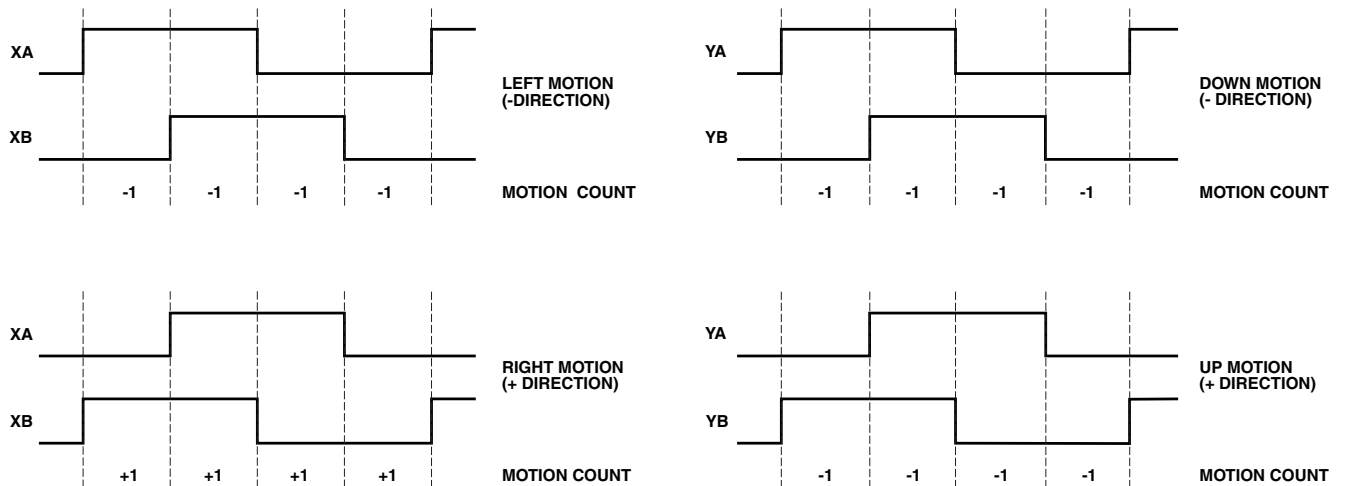 XA
LEFT MOTION
(-DIRECTION)
XB
-1 -1 -1 -1 MOTION COUNT
YA
DOWN MOTION
(- DIRECTION)
YB
-1 -1 -1 -1 MOTION COUNT
XA
RIGHT MOTION
(+ DIRECTION)
XB
+1 +1 +1 +1 MOTION COUNT
YA
UP MOTION
(+ DIRECTION)
YB
-1 -1 -1 -1 MOTION COUNT